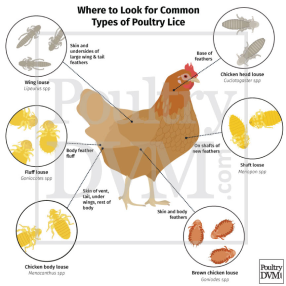 Where to Look for Common
Types of Poultry Lice
Skin and
undersides of
large wing & tail
feathers
Wing louse
Lipeurus spp
Base of
feathers
Chicken head louse
Cuclotogaster spp
Fluff louse
Goniocotes spp
Body feather
fluff
On shafts of
new feathers
Shaft louse
Menopon spp
Skin of vent,
tail, under
wings, rest of
body
Chicken body louse
Menacanthus spp
Skin and body
feathers
Brown chicken louse
Goniodes spp
Poultry
DVM
.com
Poultry
DVM